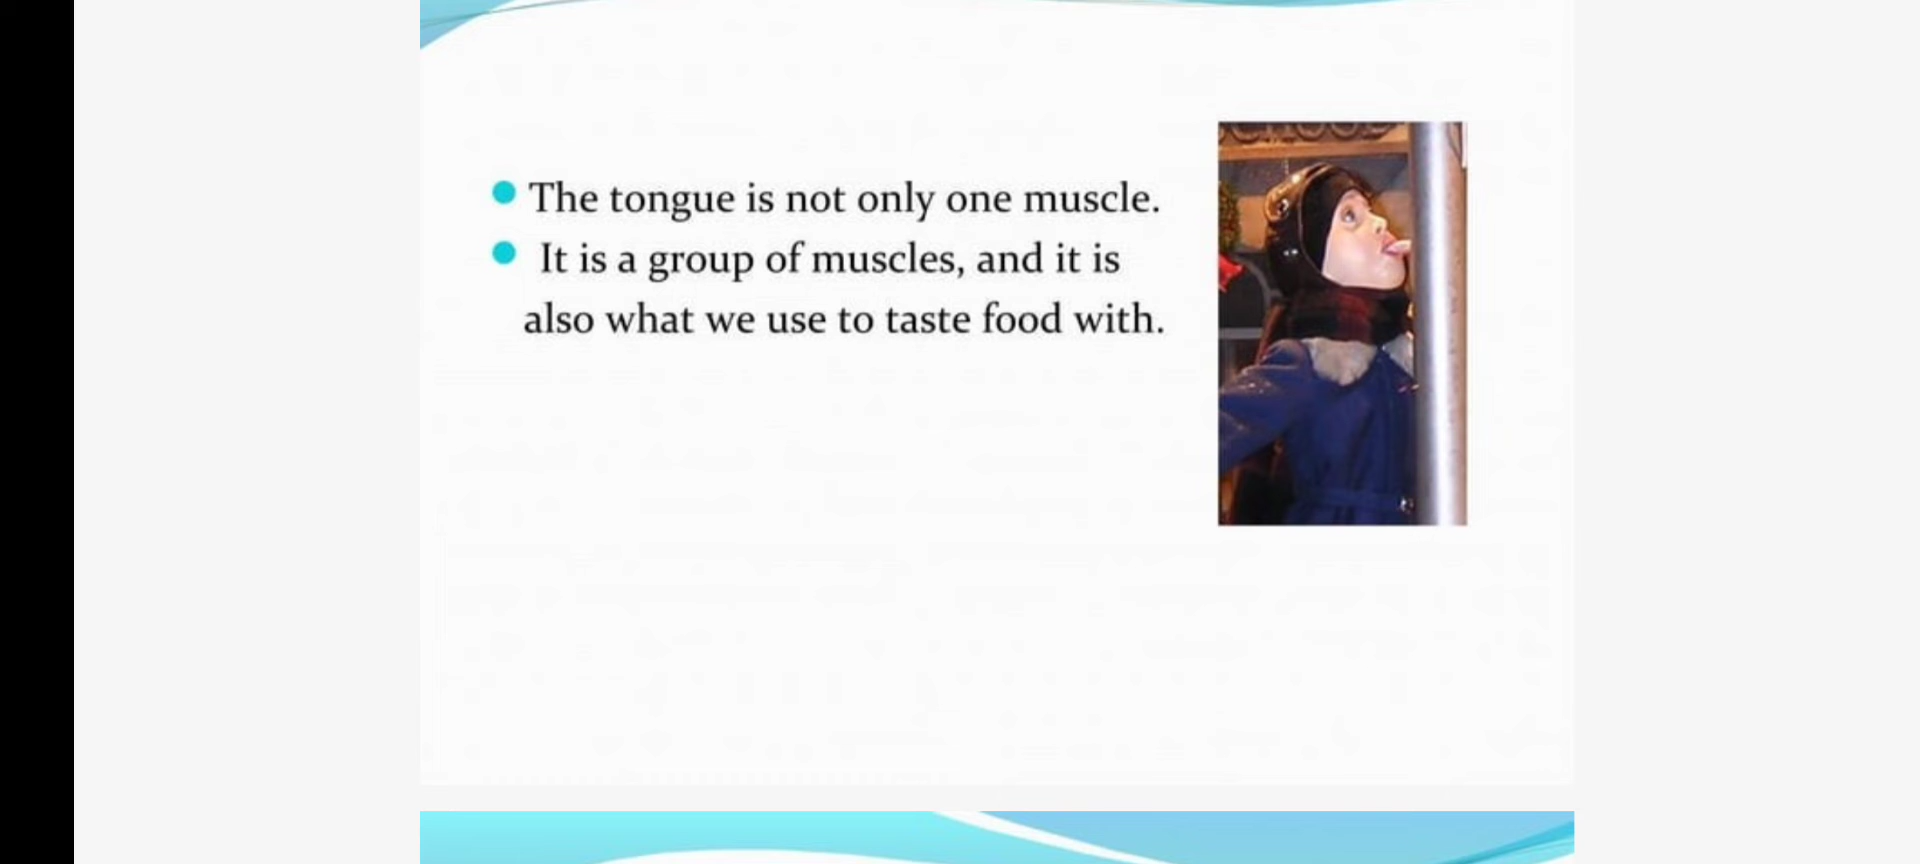 The tongue is not only one muscle.
It is a group of muscles, and it is
also what we use to taste food with.